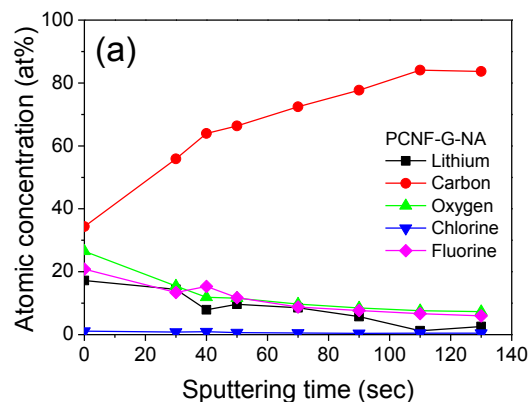 (a)
Atomic concentration (at%)
100
80
60
40
20
0
PCNF-G-NA
Lithium
Carbon
Oxygen
Chlorine
Fluorine
0 20 40 60 80 100 120 140
Sputtering time (sec)